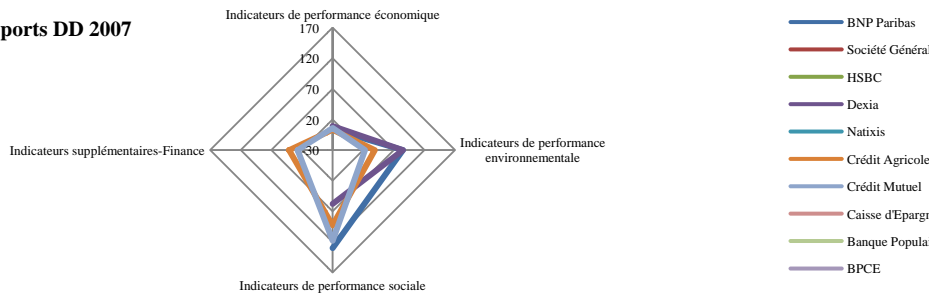 ports DD 2007
Indicateurs de performance économique
170
120
70
20
-30
Indicateurs de performance
environnementale
Indicateurs supplémentaires-Finance
Indicateurs de performance sociale
BNP Paribas
Société Général
HSBC
Dexia
Natixis
Crédit Agricole
Crédit Mutuel
Caisse d'Epargn
Banque Populai
BPCE